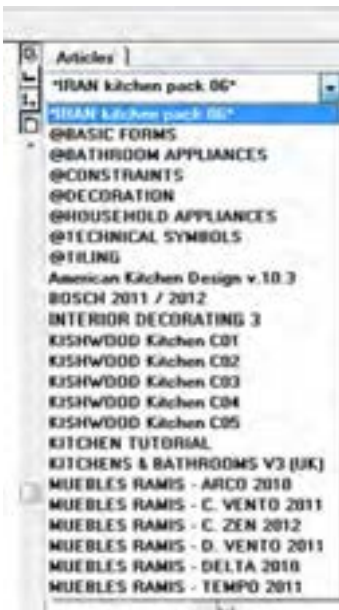 Articles
*IRAN kitchen pack 06*
*IRAN kitchen pack 06*
@BASIC FORMS
@BATHROOM APPLIANCES
@CONSTRAINTS
@DECORATION
@HOUSEHOLD APPLIANCES
@TECHNICAL SYMBOLS
@TILING
American Kitchen Design v.10.3
BOSCH 2011 / 2012
INTERIOR DECORATING 3
KISHWOOD Kitchen C01
KISHWOOD Kitchen C02
KISHWOOD Kitchen C03
KISHWOOD Kitchen C04
KISHWOOD Kitchen C05
KITCHEN TUTORIAL
KITCHENS & BATHROOMS V3 (UK)
MUEBLES RAMIS - ARCO 2010
MUEBLES RAMIS - C. VENTO 2011
MUEBLES RAMIS - C. ZEN 2012
MUEBLES RAMIS - D. VENTO 2011
MUEBLES RAMIS - DELTA 2010
MUEBLES RAMIS - TEMPO 2011